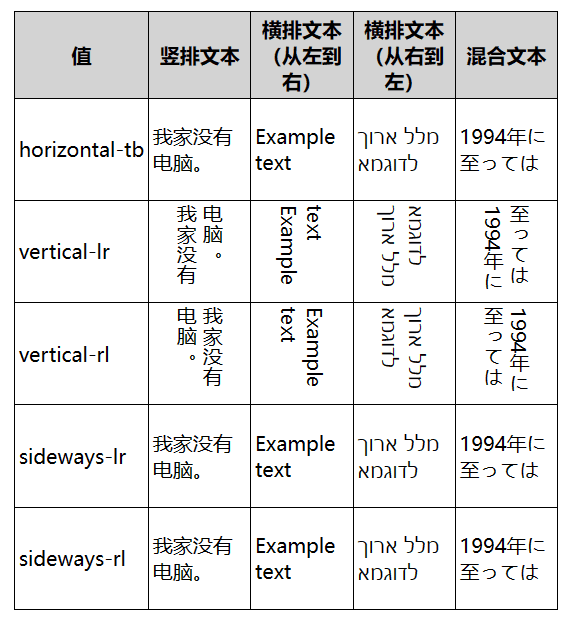 值
竖排文本
横排文本
（从左到
右）
横排文本
（从右到
左）
混合文本
horizontal-tb
我家没有
电脑。
Example
text
מלל ארוך
לדוגמא
1994年に
至っては
vertical-lr
我家没有
电脑。
Example
text
מלל ארוך
לדוגמא
1994年に
至っては
vertical-rl
我家没有
电脑。
Example
text
מלל ארוך
לדוגמא
1994年に
至っては
sideways-lr
我家没有
电脑。
Example
text
מלל ארוך
לדוגמא
1994年に
至っては
sideways-rl
我家没有
电脑。
Example
text
מלל ארוך
לדוגמא
1994年に
至っては